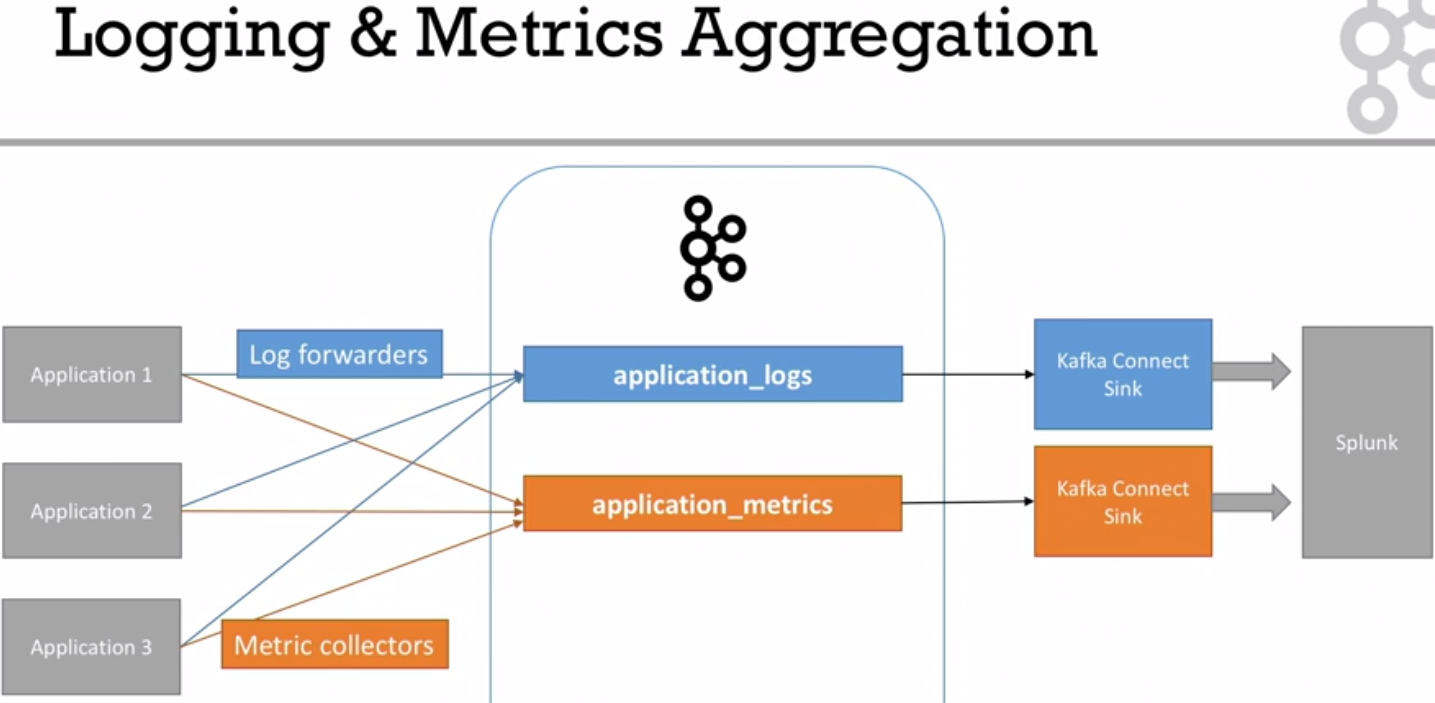 Logging & Metrics Aggregation
Log forwarders
Application 1
application_logs
Kafka Connect
Sink
Splunk
Application 2
application_metrics
Kafka Connect
Sink
Application 3
Metric collectors